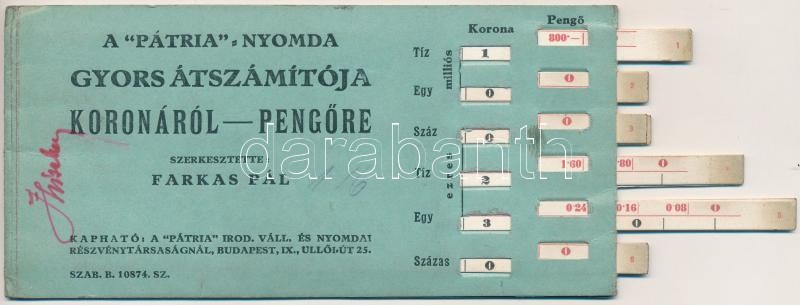 A "PÁTRIA"-NYOMDA
GYORS ÁTSZÁMÍTÓJA
KORONÁRÓL — PENGŐRE
SZERKESZTETTE:
FARKAS PÁL
KAPHATÓ: A "PÁTRIA" IROD. VÁLL. ÉS NYOMDAI
RÉSZVÉNYTÁRSASÁGNÁL, BUDAPEST, IX., ÜLLŐI-ÚT 25.
SZAB. B. 10874. SZ.
Korona Pengő
milliós
ezres
Tíz 1 800·—
Egy 0 0
Száz 0 0
Tíz 2 1·60 ·80 0
Egy 3 0·24 0·16 0·08 0
0
Százas 0 0
1
2
3
5
6
darabanth